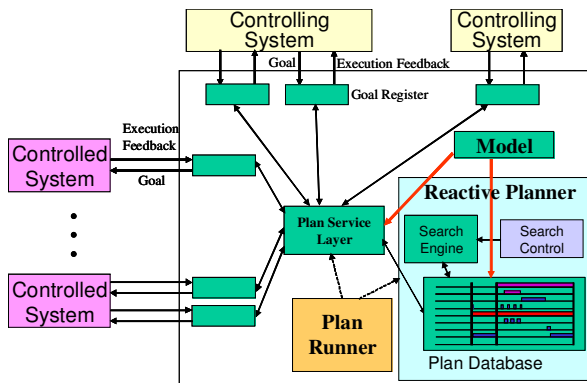 Controlling
System
Controlling
System
Goal
Execution Feedback
Goal Register
Execution
Feedback
Goal
Controlled
System
Model
Reactive Planner
Plan Service
Layer
Search
Engine
Search
Control
Controlled
System
Plan
Runner
Plan Database